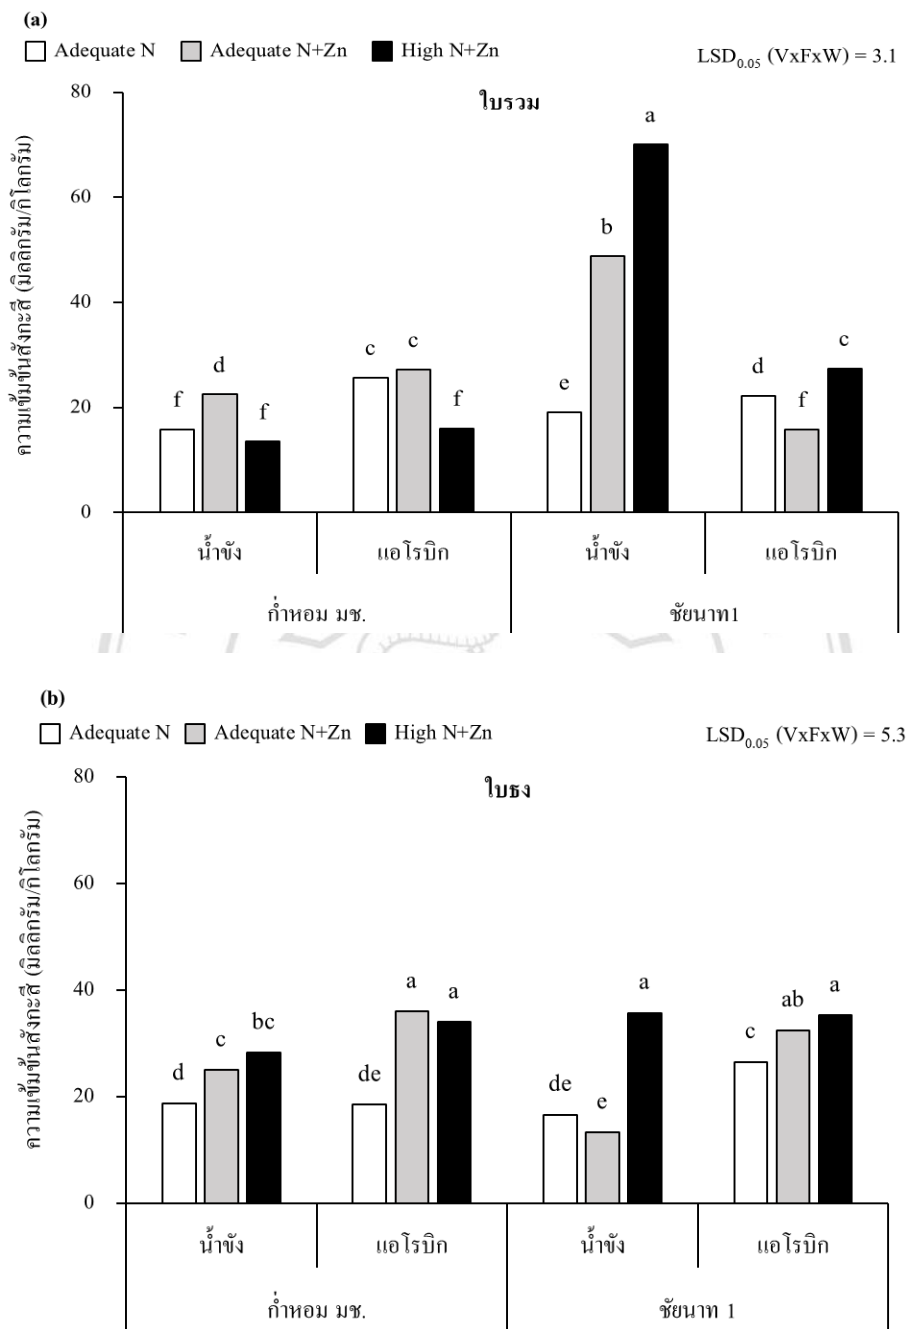 (a)
Adequate N Adequate N+Zn High N+Zn LSD0.05 (VxFxW) = 3.1
ใบรวม
ความเข้มข้นสังกะสี (มิลลิกรัม/กิโลกรัม)
80
60
40
20
0
f d f c c f e b a d f c
น้ำขัง แอโรบิก น้ำขัง แอโรบิก
ก่ำหอม มช. ชัยนาท1
(b)
Adequate N Adequate N+Zn High N+Zn LSD0.05 (VxFxW) = 5.3
ใบธง
ความเข้มข้นสังกะสี (มิลลิกรัม/กิโลกรัม)
80
60
40
20
0
d c bc de a a de e a c ab a
น้ำขัง แอโรบิก น้ำขัง แอโรบิก
ก่ำหอม มช. ชัยนาท 1